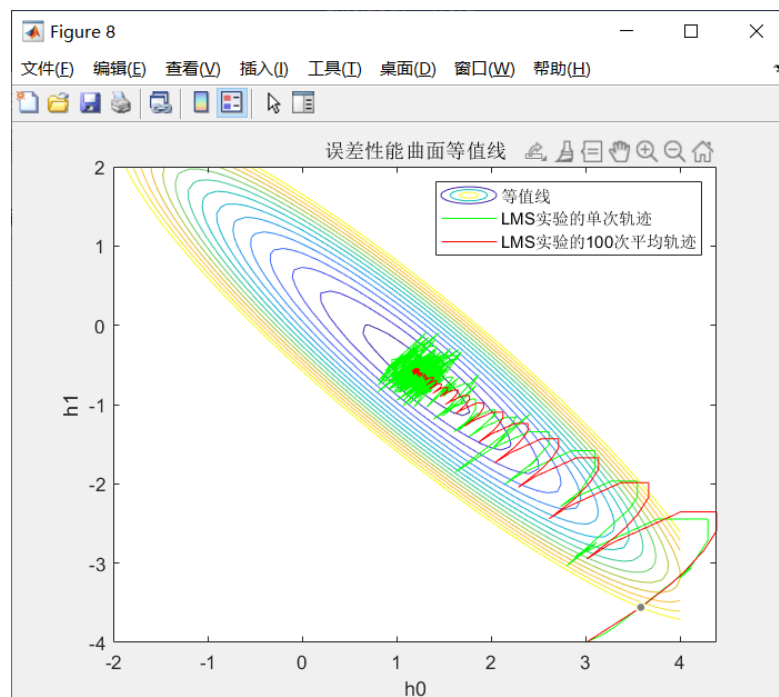 Figure 8
文件(F) 编辑(E) 查看(V) 插入(I) 工具(T) 桌面(D) 窗口(W) 帮助(H)
误差性能曲面等值线
等值线
LMS实验的单次轨迹
LMS实验的100次平均轨迹
2
1
0
-1
-2
-3
-4
h1
-2 -1 0 1 2 3 4
h0